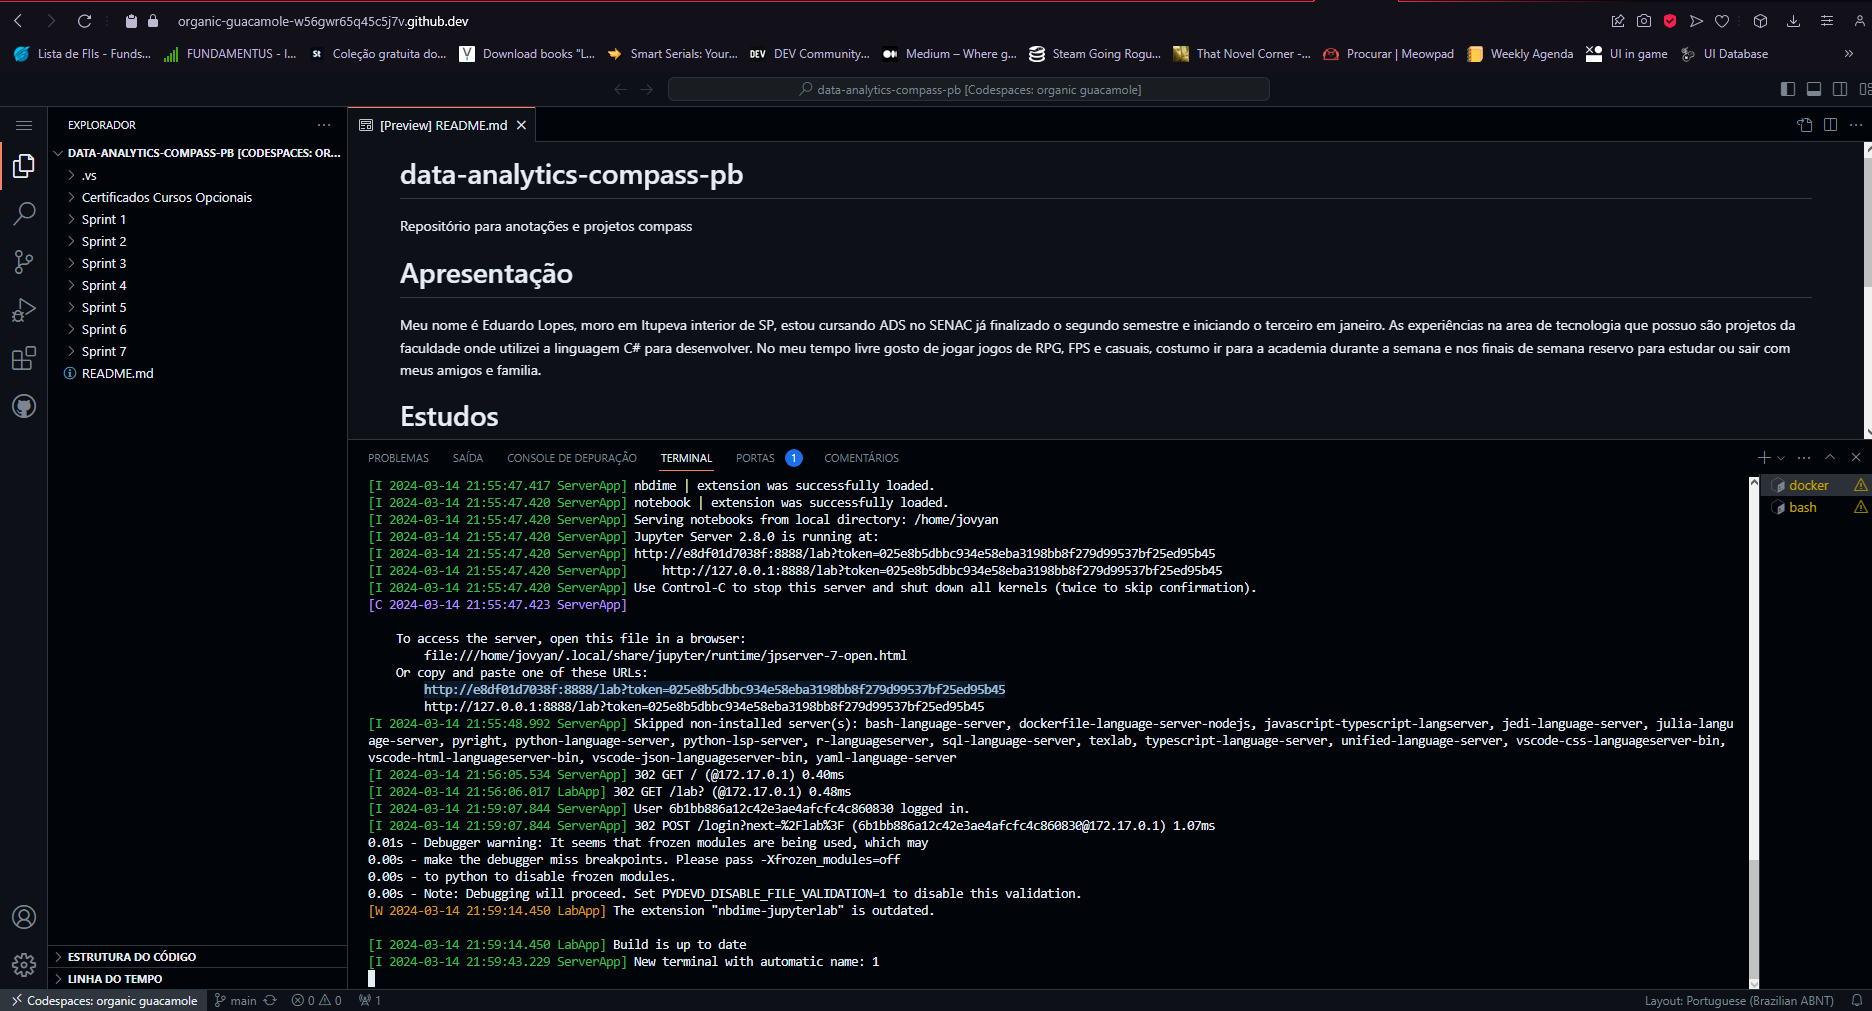 organic-guacamole-w56gwr65q45c5j7v.github.dev
Lista de FIIs - Funds...
FUNDAMENTUS - I...
St Coleção gratuita do...
V Download books "L...
Smart Serials: Your...
DEV DEV Community...
Medium – Where g...
Steam Going Rogu...
That Novel Corner -...
Procurar | Meowpad
Weekly Agenda
UI in game
UI Database
data-analytics-compass-pb [Codespaces: organic guacamole]
EXPLORADOR
DATA-ANALYTICS-COMPASS-PB [CODESPACES: OR...
.vs
Certificados Cursos Opcionais
Sprint 1
Sprint 2
Sprint 3
Sprint 4
Sprint 5
Sprint 6
Sprint 7
README.md
ESTRUTURA DO CÓDIGO
LINHA DO TEMPO
[Preview] README.md
data-analytics-compass-pb
Repositório para anotações e projetos compass
Apresentação
Meu nome é Eduardo Lopes, moro em Itupeva interior de SP, estou cursando ADS no SENAC já finalizado o segundo semestre e iniciando o terceiro em janeiro. As experiências na area de tecnologia que possuo são projetos da
faculdade onde utilizei a linguagem C# para desenvolver. No meu tempo livre gosto de jogar jogos de RPG, FPS e casuais, costumo ir para a academia durante a semana e nos finais de semana reservo para estudar ou sair com
meus amigos e familia.
Estudos
PROBLEMAS SAÍDA CONSOLE DE DEPURAÇÃO TERMINAL PORTAS 1 COMENTÁRIOS
[I 2024-03-14 21:55:47.417 ServerApp] nbdime | extension was successfully loaded.
[I 2024-03-14 21:55:47.420 ServerApp] notebook | extension was successfully loaded.
[I 2024-03-14 21:55:47.420 ServerApp] Serving notebooks from local directory: /home/jovyan
[I 2024-03-14 21:55:47.420 ServerApp] Jupyter Server 2.8.0 is running at:
[I 2024-03-14 21:55:47.420 ServerApp] http://e8df01d7038f:8888/lab?token=025e8b5dbbc934e58eba3198bb8f279d99537bf25ed95b45
[I 2024-03-14 21:55:47.420 ServerApp]     http://127.0.0.1:8888/lab?token=025e8b5dbbc934e58eba3198bb8f279d99537bf25ed95b45
[I 2024-03-14 21:55:47.420 ServerApp] Use Control-C to stop this server and shut down all kernels (twice to skip confirmation).
[C 2024-03-14 21:55:47.423 ServerApp]
To access the server, open this file in a browser:
file:///home/jovyan/.local/share/jupyter/runtime/jpserver-7-open.html
Or copy and paste one of these URLs:
http://e8df01d7038f:8888/lab?token=025e8b5dbbc934e58eba3198bb8f279d99537bf25ed95b45
http://127.0.0.1:8888/lab?token=025e8b5dbbc934e58eba3198bb8f279d99537bf25ed95b45
[I 2024-03-14 21:55:48.992 ServerApp] Skipped non-installed server(s): bash-language-server, dockerfile-language-server-nodejs, javascript-typescript-langserver, jedi-language-server, julia-langu
age-server, pyright, python-language-server, python-lsp-server, r-languageserver, sql-language-server, texlab, typescript-language-server, unified-language-server, vscode-css-languageserver-bin,
vscode-html-languageserver-bin, vscode-json-languageserver-bin, yaml-language-server
[I 2024-03-14 21:56:05.534 ServerApp] 302 GET / (@172.17.0.1) 0.40ms
[I 2024-03-14 21:56:06.017 LabApp] 302 GET /lab? (@172.17.0.1) 0.48ms
[I 2024-03-14 21:59:07.844 ServerApp] User 6b1bb886a12c42e3ae4afcfc4c860830 logged in.
[I 2024-03-14 21:59:07.844 ServerApp] 302 POST /login?next=%2Flab%3F (6b1bb886a12c42e3ae4afcfc4c860830@172.17.0.1) 1.07ms
0.01s - Debugger warning: It seems that frozen modules are being used, which may
0.00s - make the debugger miss breakpoints. Please pass -Xfrozen_modules=off
0.00s - to python to disable frozen modules.
0.00s - Note: Debugging will proceed. Set PYDEVD_DISABLE_FILE_VALIDATION=1 to disable this validation.
[W 2024-03-14 21:59:14.450 LabApp] The extension "nbdime-jupyterlab" is outdated.
[I 2024-03-14 21:59:14.450 LabApp] Build is up to date
[I 2024-03-14 21:59:43.229 ServerApp] New terminal with automatic name: 1
docker
bash
Codespaces: organic guacamole main 0 0 1
Layout: Portuguese (Brazilian ABNT)